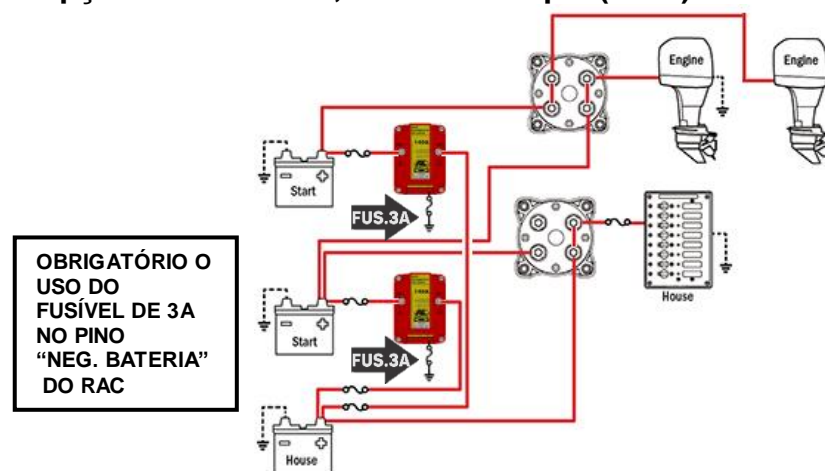 Engine
Engine
Start
FUS.3A
House
Start
FUS.3A
House
OBRIGATÓRIO O
USO DO
FUSÍVEL DE 3A
NO PINO
“NEG. BATERIA”
DO RAC